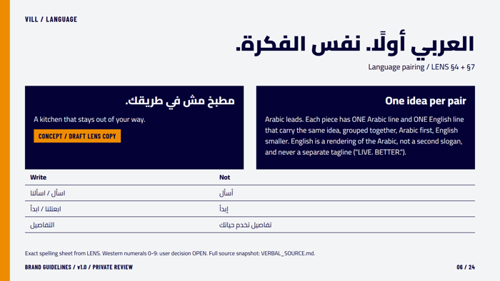 VILL / LANGUAGE
العربي أولًا. نفس الفكرة.
Language pairing / LENS §4 + §7
مطبخ مش في طريقك.
A kitchen that stays out of your way.
CONCEPT / DRAFT LENS COPY
One idea per pair
Arabic leads. Each piece has ONE Arabic line and ONE English line
that carry the same idea, grouped together, Arabic first, English
smaller. English is a rendering of the Arabic, not a second slogan,
and never a separate tagline ("LIVE. BETTER.").
Write Not
اسأل / اسألنا أسأل
ابعتلنا / ابدأ إبدأ
التفاصيل تفاصيل تخدم حياتك
Exact spelling sheet from LENS. Western numerals 0-9: user decision OPEN. Full source snapshot: VERBAL_SOURCE.md.
BRAND GUIDELINES / v1.0 / PRIVATE REVIEW 06 / 24